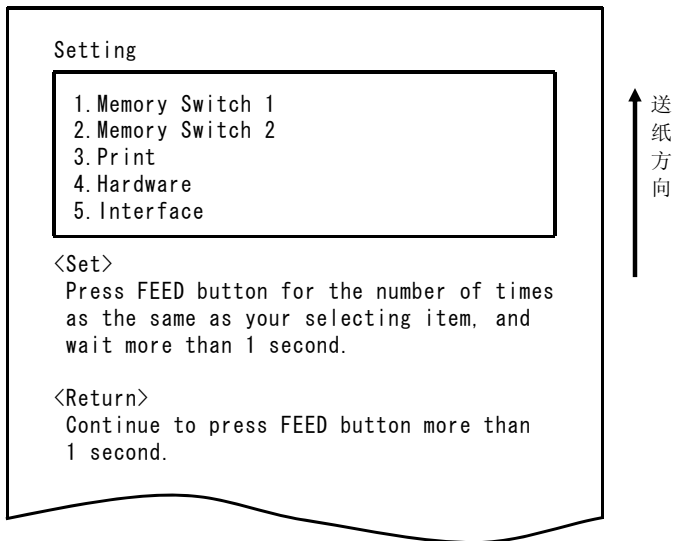 Setting
1.Memory Switch 1
2.Memory Switch 2
3.Print
4.Hardware
5.Interface
<Set>
Press FEED button for the number of times
as the same as your selecting item, and
wait more than 1 second.
<Return>
Continue to press FEED button more than
1 second.
送纸方向